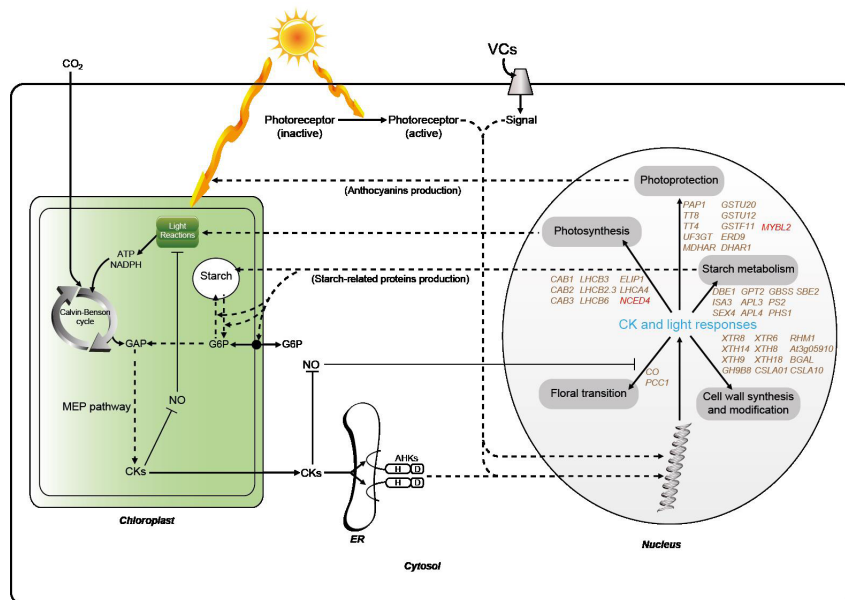 VCs
CO2
Photoreceptor
(inactive)
Photoreceptor
(active)
Signal
(Anthocyanins production)
Photoprotection
PAP1 GSTU20
TT8 GSTU12
TT4 GSTF11 MYBL2
UF3GT ERD9
MDHAR DHAR1
Light
Reactions
Photosynthesis
ATP
NADPH
Starch
(Starch-related proteins production)
Starch metabolism
CAB1 LHCB3 ELIP1
CAB2 LHCB2.3 LHCA4
CAB3 LHCB6 NCED4
DBE1 GPT2 GBSS SBE2
ISA3 APL3 PS2
SEX4 APL4 PHS1
Calvin-Benson
cycle
CK and light responses
GAP
G6P
G6P
XTR8 XTR6 RHM1
XTH14 XTH8 At3g05910
XTH9 XTH18 BGAL
GH9B8 CSLA01 CSLA10
NO
CO
PCC1
MEP pathway
NO
Floral transition
Cell wall synthesis
and modification
CKs
CKs
AHKs
H D
H D
Chloroplast
ER
Nucleus
Cytosol